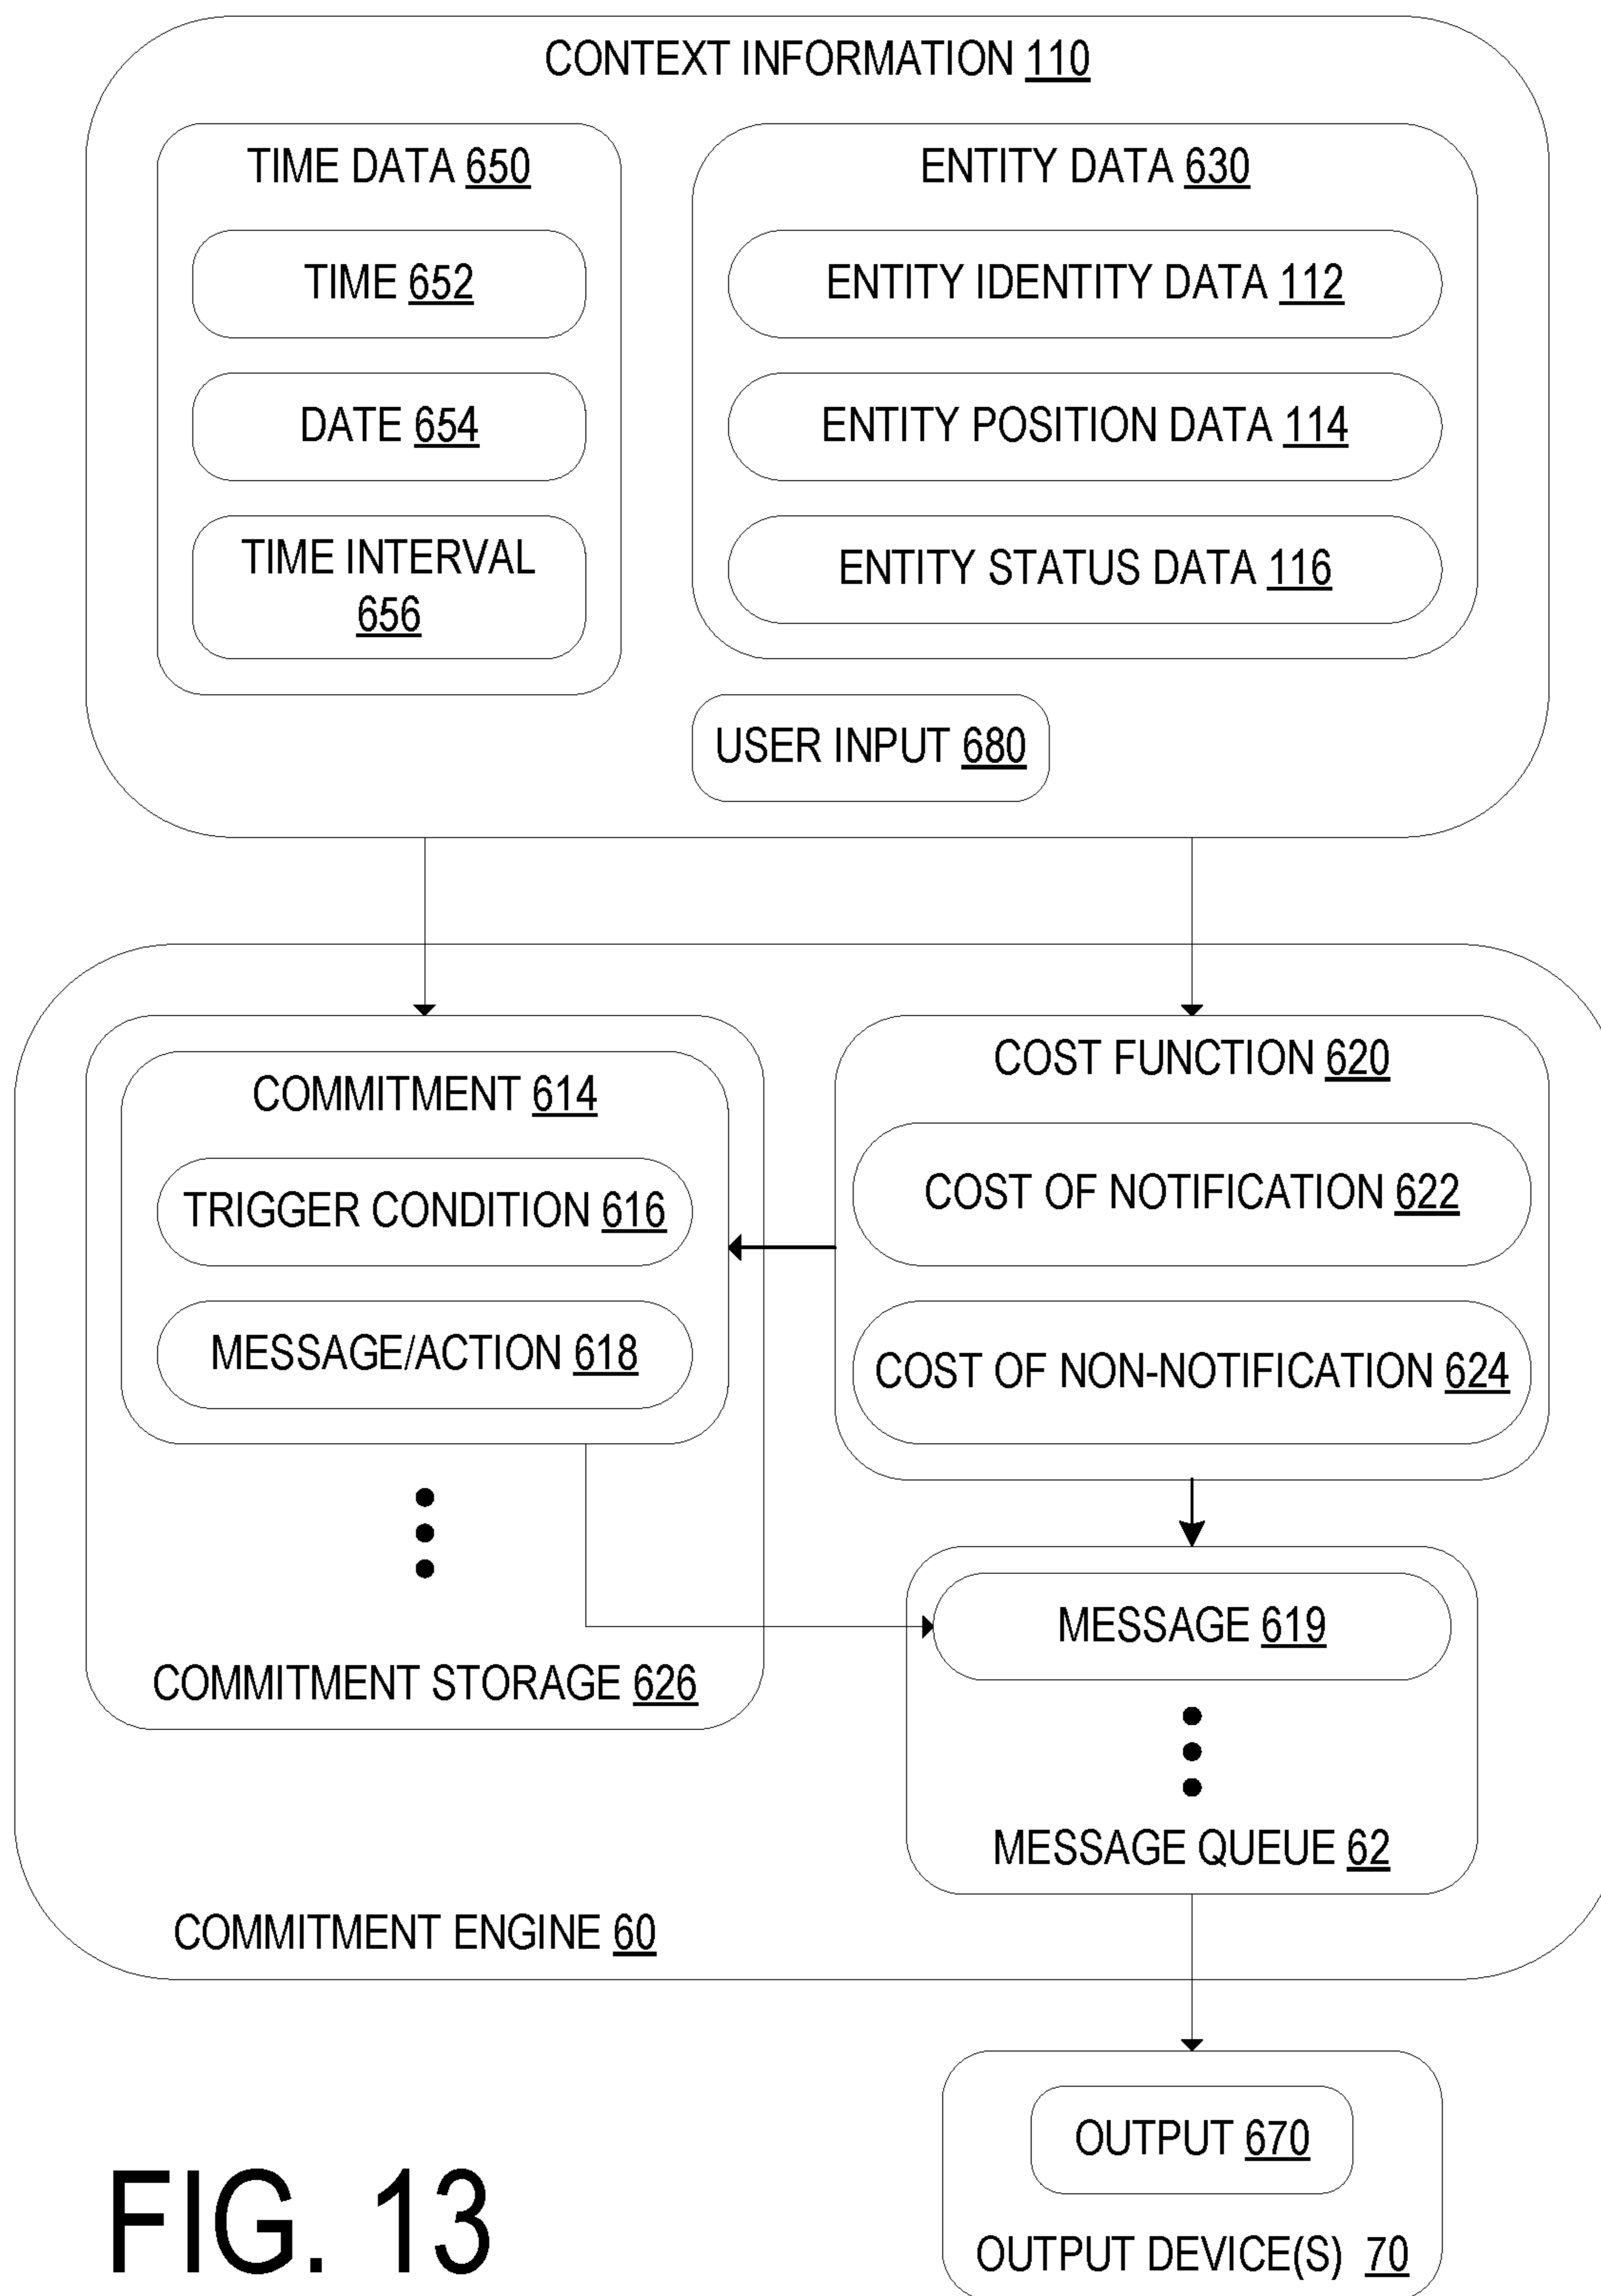 CONTEXT INFORMATION 110
TIME DATA 650
TIME 652
DATE 654
TIME INTERVAL
656
ENTITY DATA 630
ENTITY IDENTITY DATA 112
ENTITY POSITION DATA 114
ENTITY STATUS DATA 116
USER INPUT 680
COMMITMENT 614
TRIGGER CONDITION 616
MESSAGE/ACTION 618
COMMITMENT STORAGE 626
COST FUNCTION 620
COST OF NOTIFICATION 622
COST OF NON-NOTIFICATION 624
MESSAGE 619
MESSAGE QUEUE 62
COMMITMENT ENGINE 60
OUTPUT 670
OUTPUT DEVICE(S) 70
FIG. 13